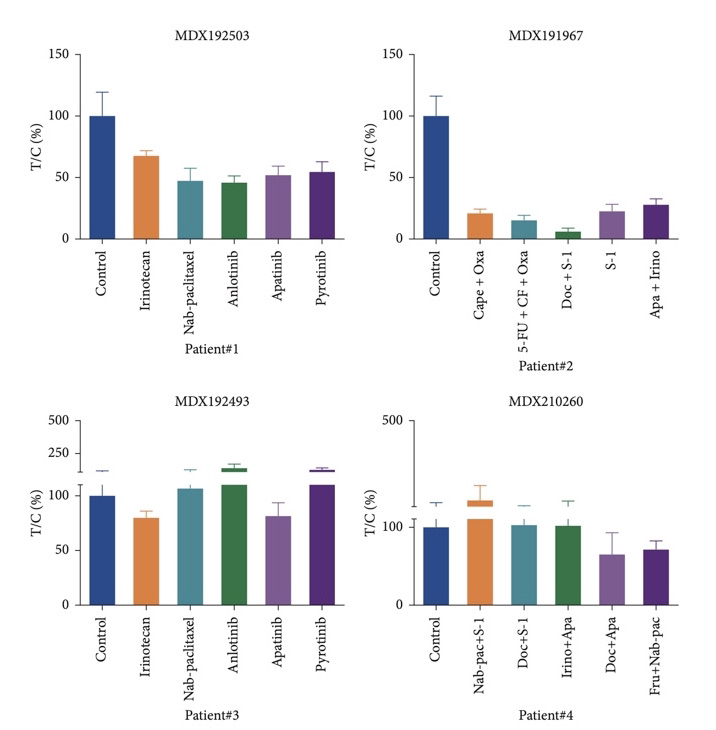 MDX192503
150
100
50
0
T/C (%)
Control
Irinotecan
Nab-paclitaxel
Anlotinib
Apatinib
Pyrotinib
Patient#1
MDX191967
150
100
50
0
T/C (%)
Control
Cape + Oxa
5-FU + CF + Oxa
Doc + S-1
S-1
Apa + Irino
Patient#2
MDX192493
500
250
100
50
0
T/C (%)
Control
Irinotecan
Nab-paclitaxel
Anlotinib
Apatinib
Pyrotinib
Patient#3
MDX210260
500
100
0
T/C (%)
Control
Nab-pac+S-1
Doc+S-1
Irino+Apa
Doc+Apa
Fru+Nab-pac
Patient#4